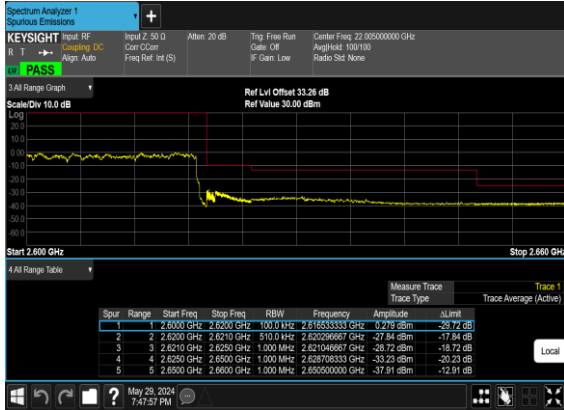 Spectrum Analyzer 1
Spurious Emissions
KEYSIGHT Input: RF Input Z: 50 Ω Atten: 20 dB Trig: Free Run Center Freq: 22.005000000 GHz
R T Coupling: DC Corr CCorr Gate: Off Avg|Hold: 100/100
Align: Auto Freq Ref: Int (S) IF Gain: Low Radio Std: None
PASS
3 All Range Graph
Ref Lvl Offset 33.26 dB
Scale/Div 10.0 dB Ref Value 30.00 dBm
Log
20.0
10.0
0.00
-10.0
-20.0
-30.0
-40.0
-50.0
-60.0
Start 2.600 GHz Stop 2.660 GHz
4 All Range Table
Measure Trace Trace 1
Trace Type Trace Average (Active)
Spur Range Start Freq Stop Freq RBW Frequency Amplitude ΔLimit
1 1 2.6000 GHz 2.6200 GHz 100.0 kHz 2.616533333 GHz 0.279 dBm -29.72 dB
2 2 2.6200 GHz 2.6210 GHz 510.0 kHz 2.620296667 GHz -27.84 dBm -17.84 dB
3 3 2.6210 GHz 2.6250 GHz 1.000 MHz 2.621046667 GHz -28.72 dBm -18.72 dB
4 4 2.6250 GHz 2.6500 GHz 1.000 MHz 2.628708333 GHz -33.23 dBm -20.23 dB
5 5 2.6500 GHz 2.6600 GHz 1.000 MHz 2.650500000 GHz -37.91 dBm -12.91 dB
Local
May 29, 2024
7:47:57 PM